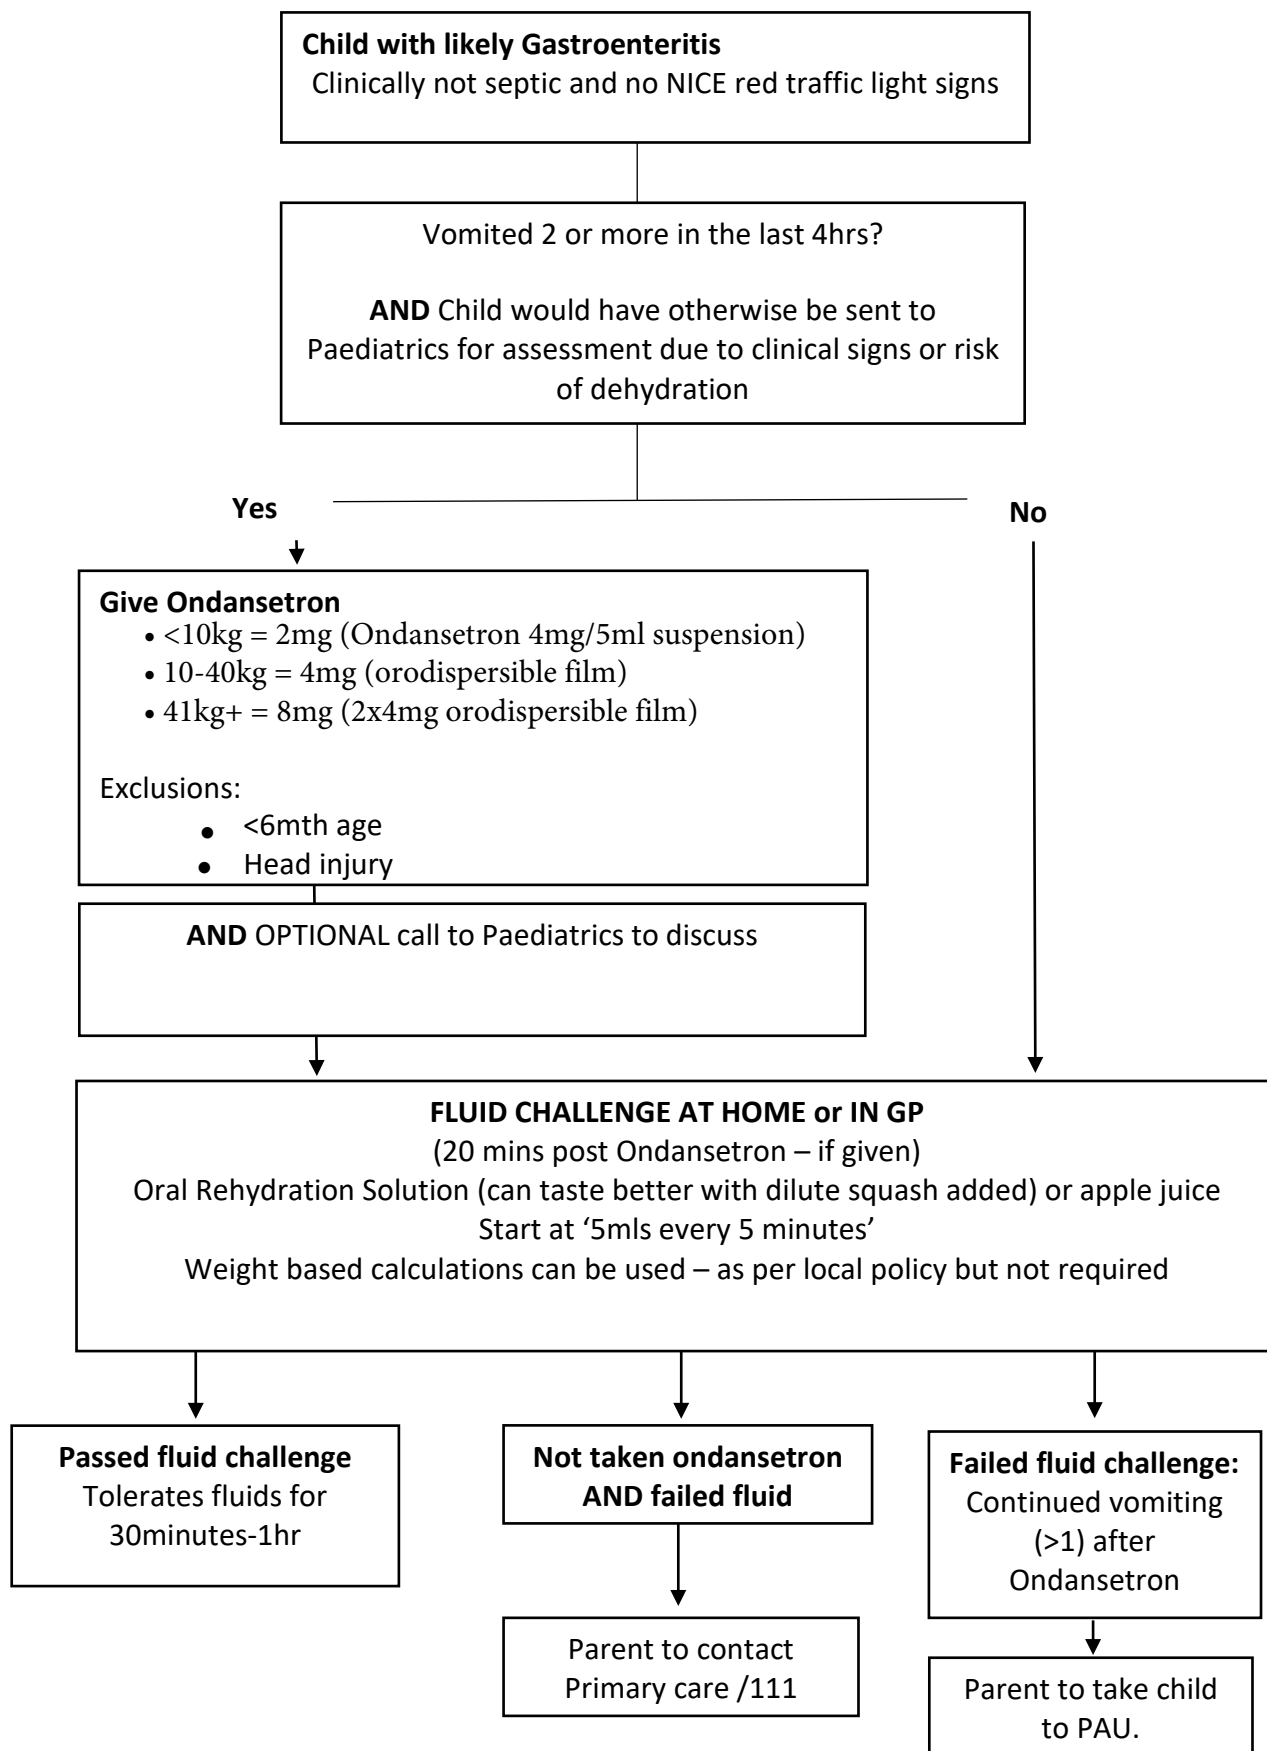 Child with likely Gastroenteritis
Clinically not septic and no NICE red traffic light signs
Vomited 2 or more in the last 4hrs?
AND Child would have otherwise be sent to
Paediatrics for assessment due to clinical signs or risk
of dehydration
Yes
No
Give Ondansetron
• <10kg = 2mg (Ondansetron 4mg/5ml suspension)
• 10-40kg = 4mg (orodispersible film)
• 41kg+ = 8mg (2x4mg orodispersible film)
Exclusions:
● <6mth age
● Head injury
AND OPTIONAL call to Paediatrics to discuss
FLUID CHALLENGE AT HOME or IN GP
(20 mins post Ondansetron – if given)
Oral Rehydration Solution (can taste better with dilute squash added) or apple juice
Start at ‘5mls every 5 minutes’
Weight based calculations can be used – as per local policy but not required
Passed fluid challenge
Tolerates fluids for
30minutes-1hr
Not taken ondansetron
AND failed fluid
Parent to contact
Primary care /111
Failed fluid challenge:
Continued vomiting
(>1) after
Ondansetron
Parent to take child
to PAU.